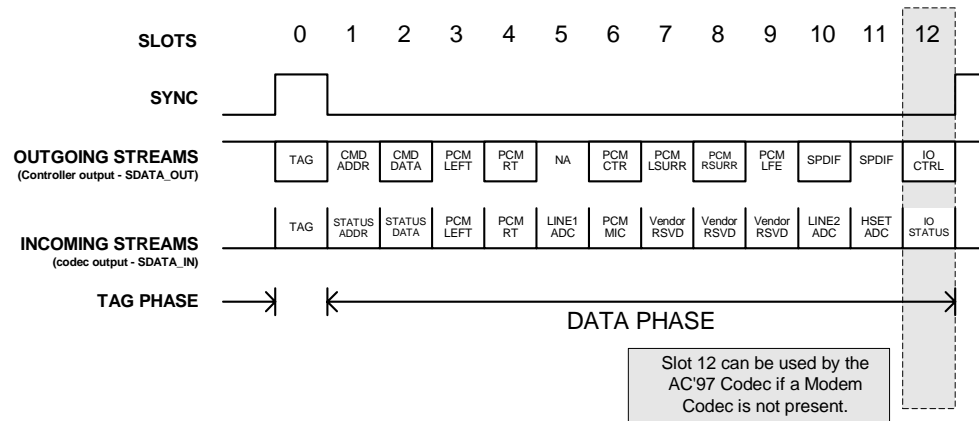 SLOTS 0 1 2 3 4 5 6 7 8 9 10 11 12
SYNC
OUTGOING STREAMS
(Controller output - SDATA_OUT)
TAG
CMD ADDR
CMD DATA
PCM LEFT
PCM RT
NA
PCM CTR
PCM LSURR
PCM RSURR
PCM LFE
SPDIF
SPDIF
IO CTRL
INCOMING STREAMS
(codec output - SDATA_IN)
TAG
STATUS ADDR
STATUS DATA
PCM LEFT
PCM RT
LINE1 ADC
PCM MIC
Vendor RSVD
Vendor RSVD
Vendor RSVD
LINE2 ADC
HSET ADC
IO STATUS
TAG PHASE
DATA PHASE
Slot 12 can be used by the
AC'97 Codec if a Modem
Codec is not present.